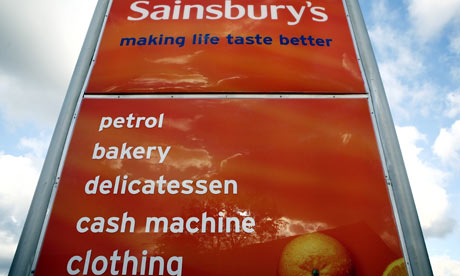 Sainsbury's
making life taste better
petrol
bakery
delicatessen
cash machine
clothing